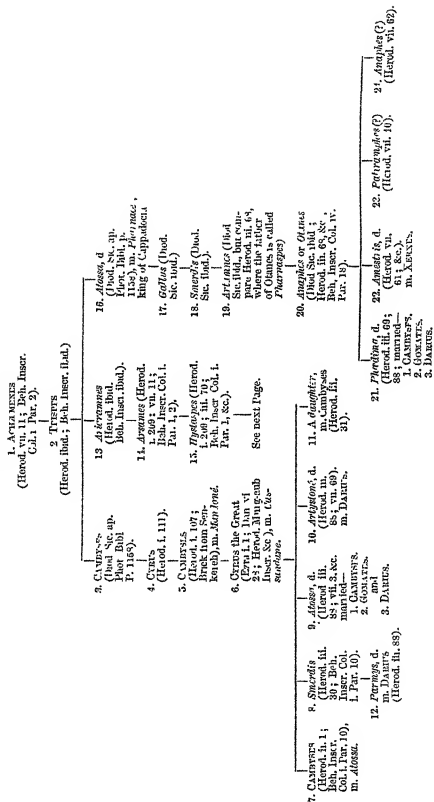 1. ACHÆMENES
(Herod. vii. 11; Beh. Inscr.
Col. i Par. 2).
2 TEISPES
(Herod. ibid.; Beh. Inscr. ibid.)
3. CAMBYSES
(Diod Sic. ap.
Phot Bibl
P. 1158).
4. CYRUS
(Herod. i. 111).
5 CAMBYSES
(Herod. i. 107;
Brick from Sen-
kereh), m. Mandané.
6. CYRUS the Great
(Ezra i. 1; Dan vi
28; Herod. Murg-aub
Inscr. &c), m. Cas-
sandane.
7. CAMBYSES
(Herod. ii. 1;
Beh. Inscr.
Col. i. Par. 10),
m. Atossa.
8. Smerdis
(Herod. iii.
30; Beh.
Inscr. Col.
i. Par. 10).
12. Parmys, d.
m. DARIUS
(Herod. iii. 88).
9. Atossa, d.
(Herod iii.
88; vii. 3, &c.
married—
1. CAMBYSES.
2. GOMATES.
and
3. DARIUS.
10. Artystoné, d.
(Herod. iii.
88; vii. 69).
m. DARIUS.
11. A daughter,
m. Cambyses
(Herod. iii.
31).
13 Ariaramnes
(Herod. ibid.
Beh. Inscr. ibid.).
14. Arsames (Herod.
i. 209; vii. 11;
Beh. Inscr. Col. i.
Par. 1, 2).
15. Hystaspes (Herod.
i. 209; iii. 70;
Beh. Inscr Col. i.
Par. 1, &c.).
See next Page.
16. Atossa, d
(Diod. Sic. ap.
Phot. Bibl. p.
1158), m. Pharnace,
king of Cappadocia
17. Gallus (Diod.
Sic. ibid.)
18. Smerdis (Diod.
Sic. ibid.).
19. Artamnes (Diod
Sic. ibid., but com-
pare Herod. iii. 68,
where the father
of Otanes is called
Pharnaspes)
20. Anaphes or Otanes
(Diod Sic. ibid;
Herod. iii. 68, &c,
Beh. Inscr. Col. iv.
Par. 18).
21. Phædima, d.
(Herod. iii. 69;
88; married—
1. CAMBYSES,
2. GOMATES,
3. DARIUS.
22. Amestris, d.
(Herod. vii.
61; &c.).
m. XERXES.
22. Patiramphes (?)
(Herod. vii. 40).
21. Anaphes (?)
(Herod. vii. 62).